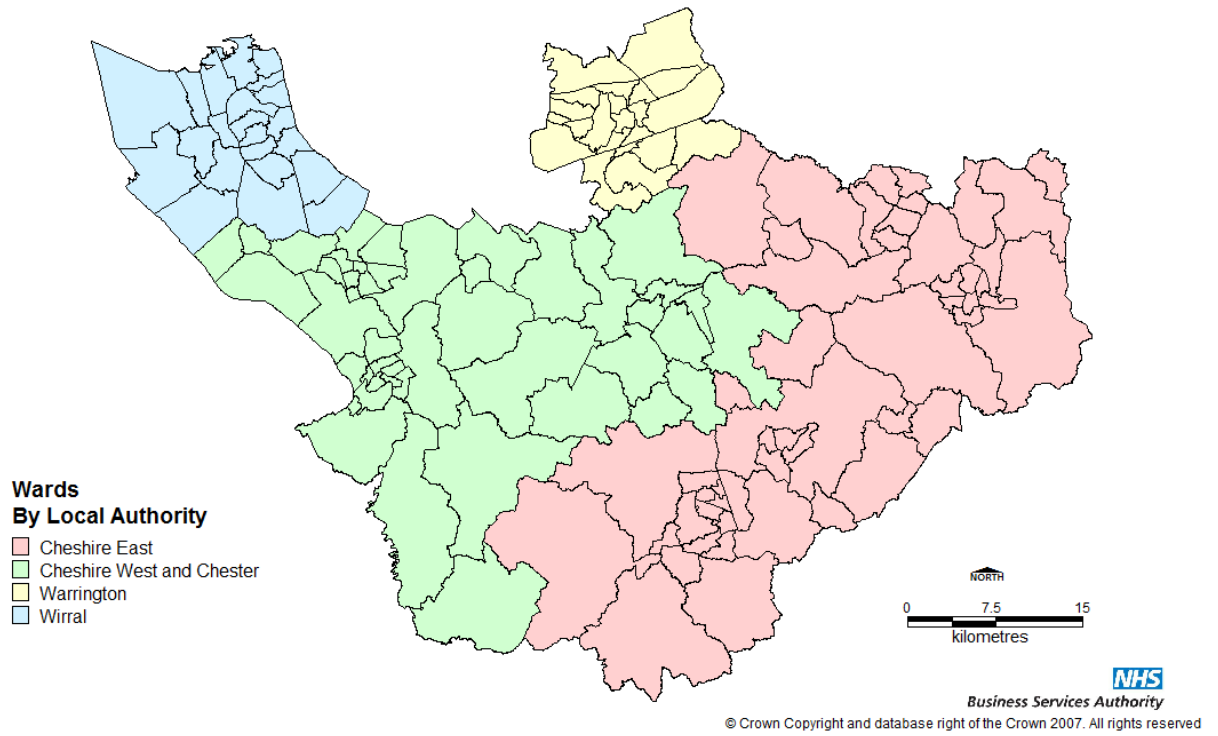 Wards
By Local Authority
Cheshire East
Cheshire West and Chester
Warrington
Wirral
NORTH
0 7.5 15
kilometres
NHS
Business Services Authority
© Crown Copyright and database right of the Crown 2007. All rights reserved